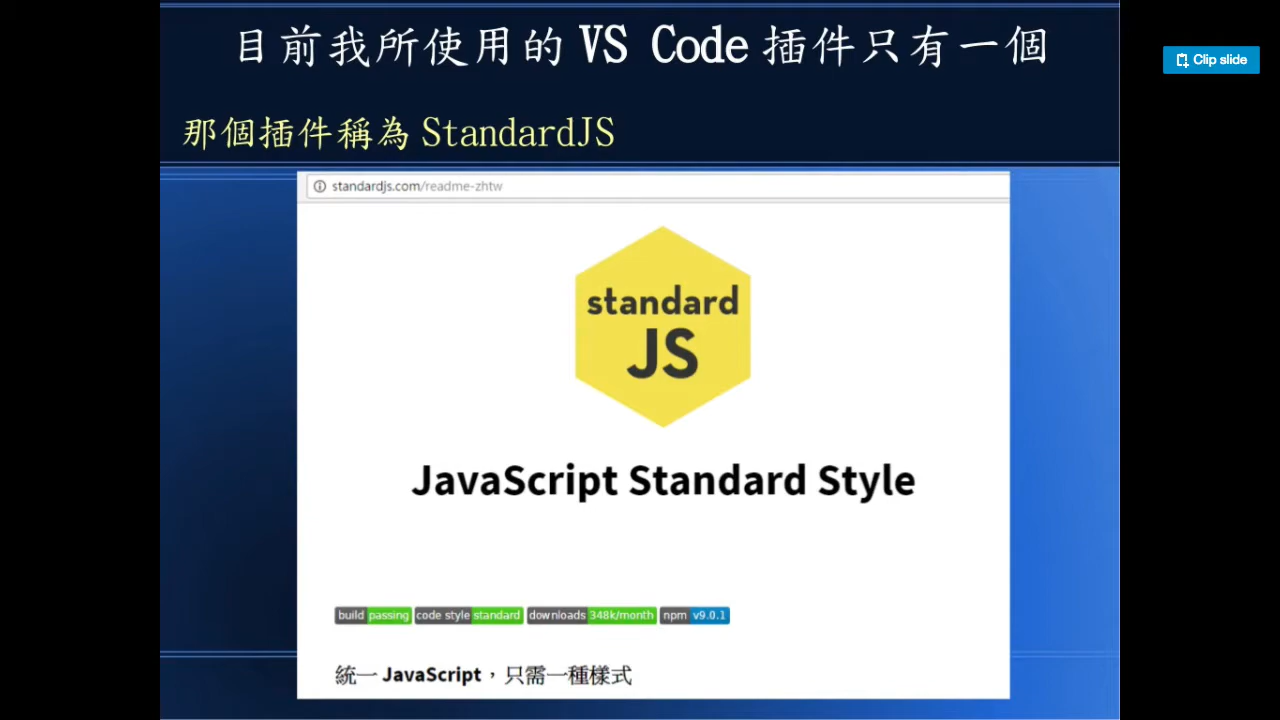 目前我所使用的 VS Code 插件只有一個
Clip slide
那個插件稱為 StandardJS
standardjs.com/readme-zhtw
standard
JS
JavaScript Standard Style
build passing code style standard downloads 348k/month npm v9.0.1
統一 JavaScript，只需一種樣式